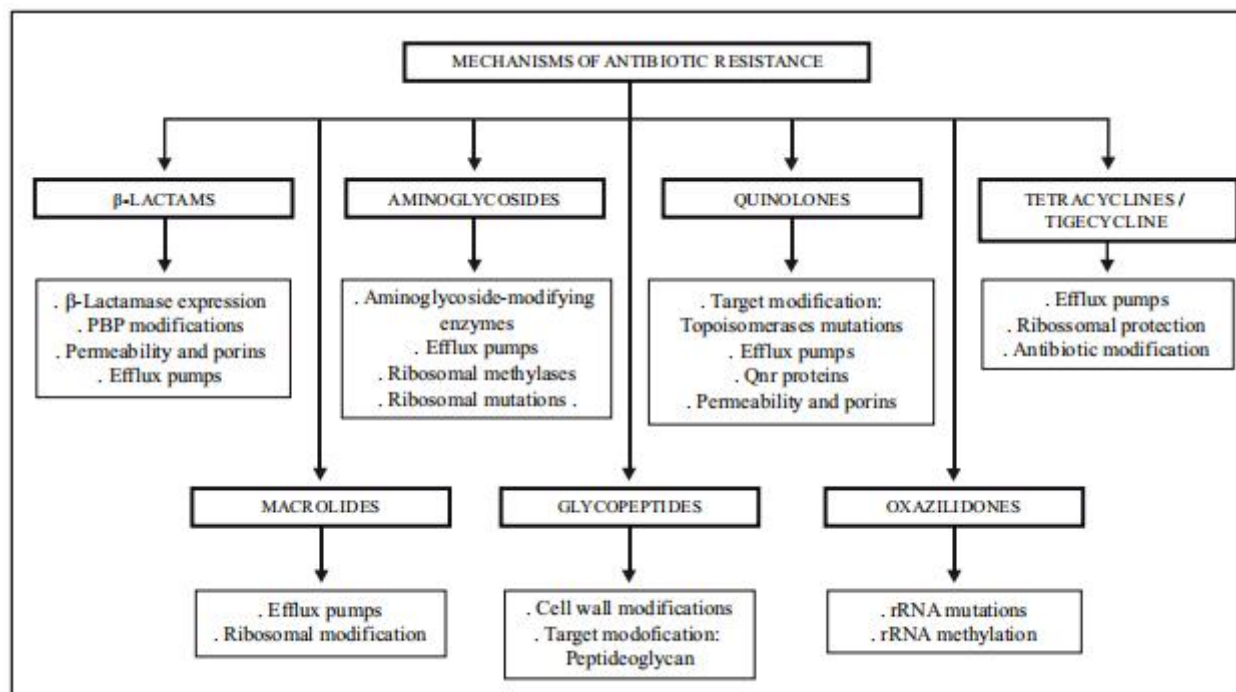 MECHANISMS OF ANTIBIOTIC RESISTANCE
β-LACTAMS
. β-Lactamase expression
. PBP modifications
. Permeability and porins
. Efflux pumps
AMINOGLYCOSIDES
. Aminoglycoside-modifying
enzymes
. Efflux pumps
. Ribosomal methylases
. Ribosomal mutations .
QUINOLONES
. Target modification:
Topoisomerases mutations
. Efflux pumps
. Qnr proteins
. Permeability and porins
TETRACYCLINES /
TIGECYCLINE
. Efflux pumps
. Ribossomal protection
. Antibiotic modification
MACROLIDES
. Efflux pumps
. Ribosomal modification
GLYCOPEPTIDES
. Cell wall modifications
. Target modofication:
Peptideoglycan
OXAZILIDONES
. rRNA mutations
. rRNA methylation